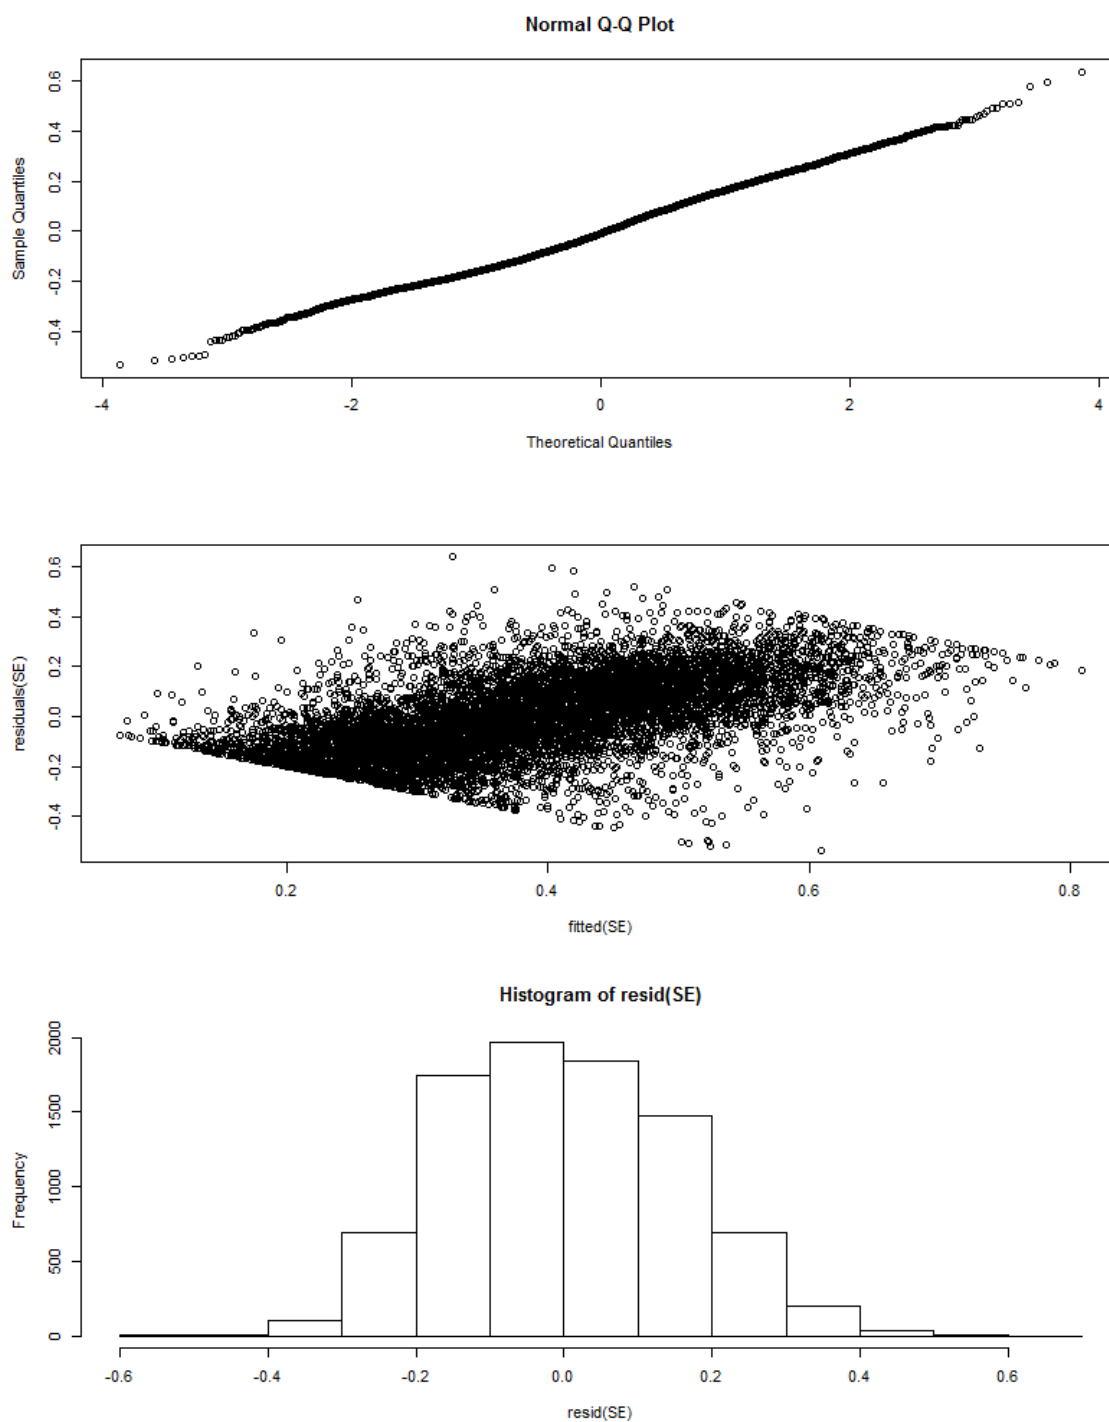 Normal Q-Q Plot
Sample Quantiles
0.6
0.4
0.2
0.0
-0.2
-0.4
-4 -2 0 2 4
Theoretical Quantiles
residuals(SE)
0.6
0.4
0.2
0.0
-0.2
-0.4
0.2 0.4 0.6 0.8
fitted(SE)
Histogram of resid(SE)
Frequency
2000
1500
1000
500
0
-0.6 -0.4 -0.2 0.0 0.2 0.4 0.6
resid(SE)